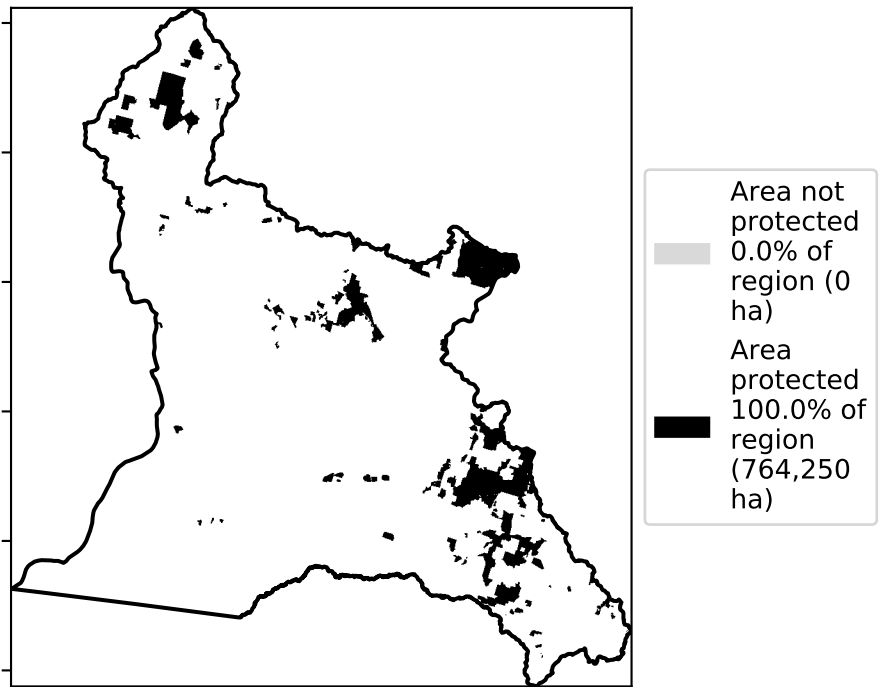 Area not
protected
0.0% of
region (0
ha)
Area
protected
100.0% of
region
(764,250
ha)